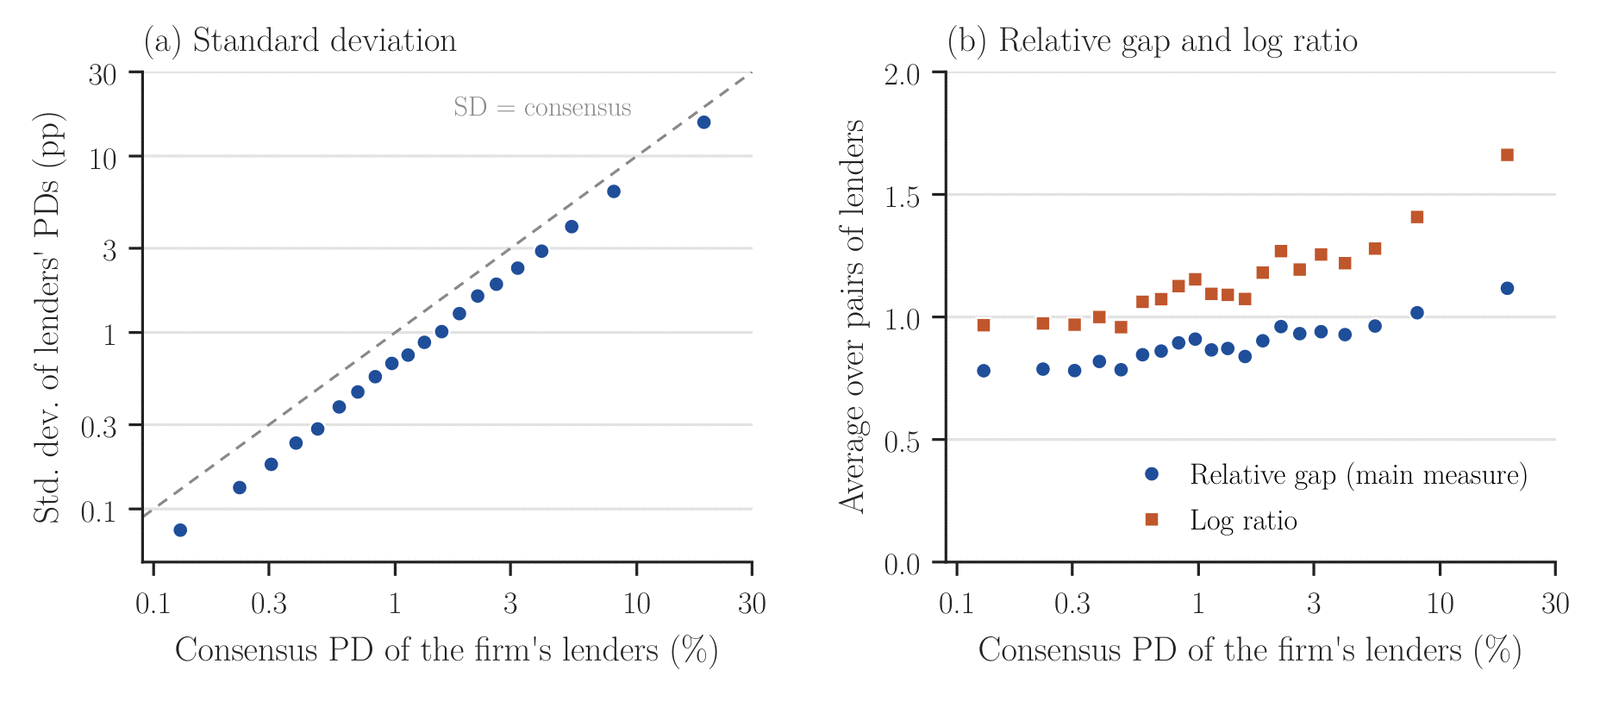 (a) Standard deviation
Std. dev. of lenders' PDs (pp)
30
10
3
1
0.3
0.1
SD = consensus
0.1 0.3 1 3 10 30
Consensus PD of the firm's lenders (%)
(b) Relative gap and log ratio
Average over pairs of lenders
2.0
1.5
1.0
0.5
0.0
Relative gap (main measure)
Log ratio
0.1 0.3 1 3 10 30
Consensus PD of the firm's lenders (%)